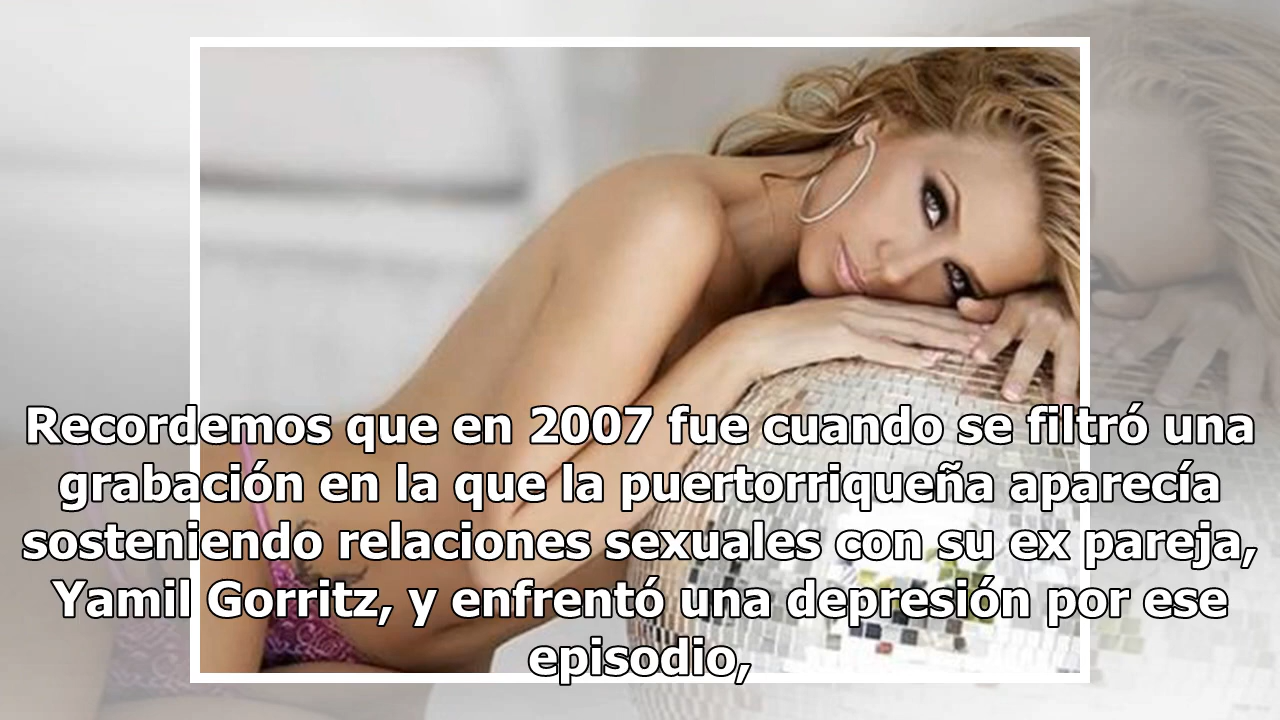 Recordemos que en 2007 fue cuando se filtró una
grabación en la que la puertorriqueña aparecía
sosteniendo relaciones sexuales con su ex pareja,
Yamil Gorritz, y enfrentó una depresión por ese
episodio,